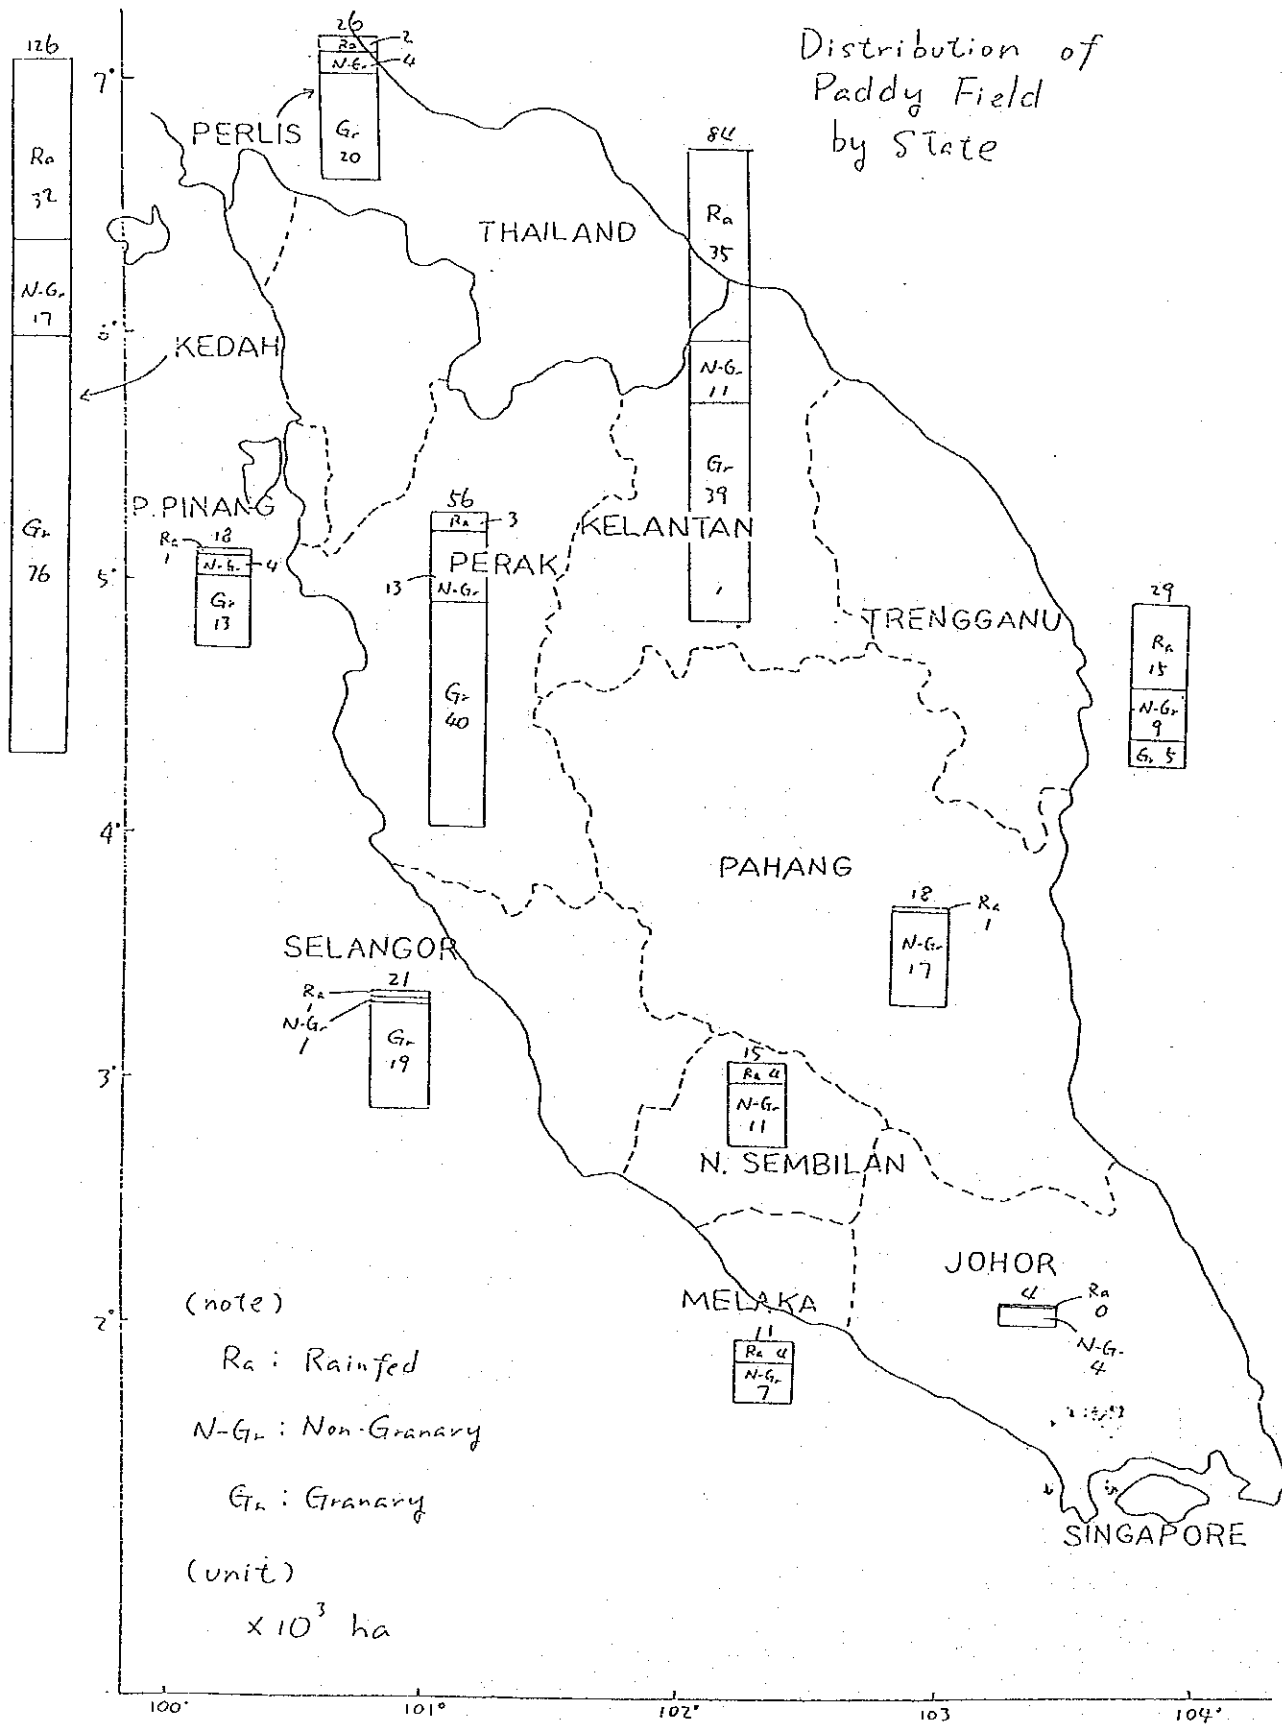 Distribution of
Paddy Field
by State
126
Ra
32
N-Gr
17
Gr
76
KEDAH
26
Ra 2
N-Gr 4
Gr
20
PERLIS
THAILAND
84
Ra
35
N-Gr
11
Gr
39
KELANTAN
P.PINANG
18
Ra
1
N-Gr 4
Gr
13
56
Ra 3
PERAK
13 N-Gr
Gr
40
TRENGGANU
29
Ra
15
N-Gr
9
Gr 5
PAHANG
18
Ra
1
N-Gr
17
SELANGOR
21
Ra
1
N-Gr
1
Gr
19
15
Ra 4
N-Gr
11
N. SEMBILAN
JOHOR
4
Ra
0
N-Gr
4
MELAKA
11
Ra 4
N-Gr
7
SINGAPORE
(note)
Ra : Rainfed
N-Gr : Non-Granary
Gr : Granary
(unit)
x 10³ ha
7°
6°
5°
4°
3°
2°
100° 101° 102° 103 104°